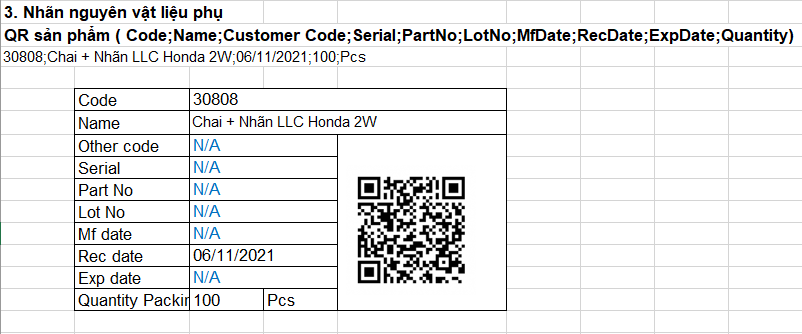 3. Nhãn nguyên vật liệu phụ
QR sản phẩm ( Code;Name;Customer Code;Serial;PartNo;LotNo;MfDate;RecDate;ExpDate;Quantity)
30808;Chai + Nhãn LLC Honda 2W;06/11/2021;100;Pcs
Code 30808
Name Chai + Nhãn LLC Honda 2W
Other code N/A
Serial N/A
Part No N/A
Lot No N/A
Mf date N/A
Rec date 06/11/2021
Exp date N/A
Quantity Packin 100 Pcs